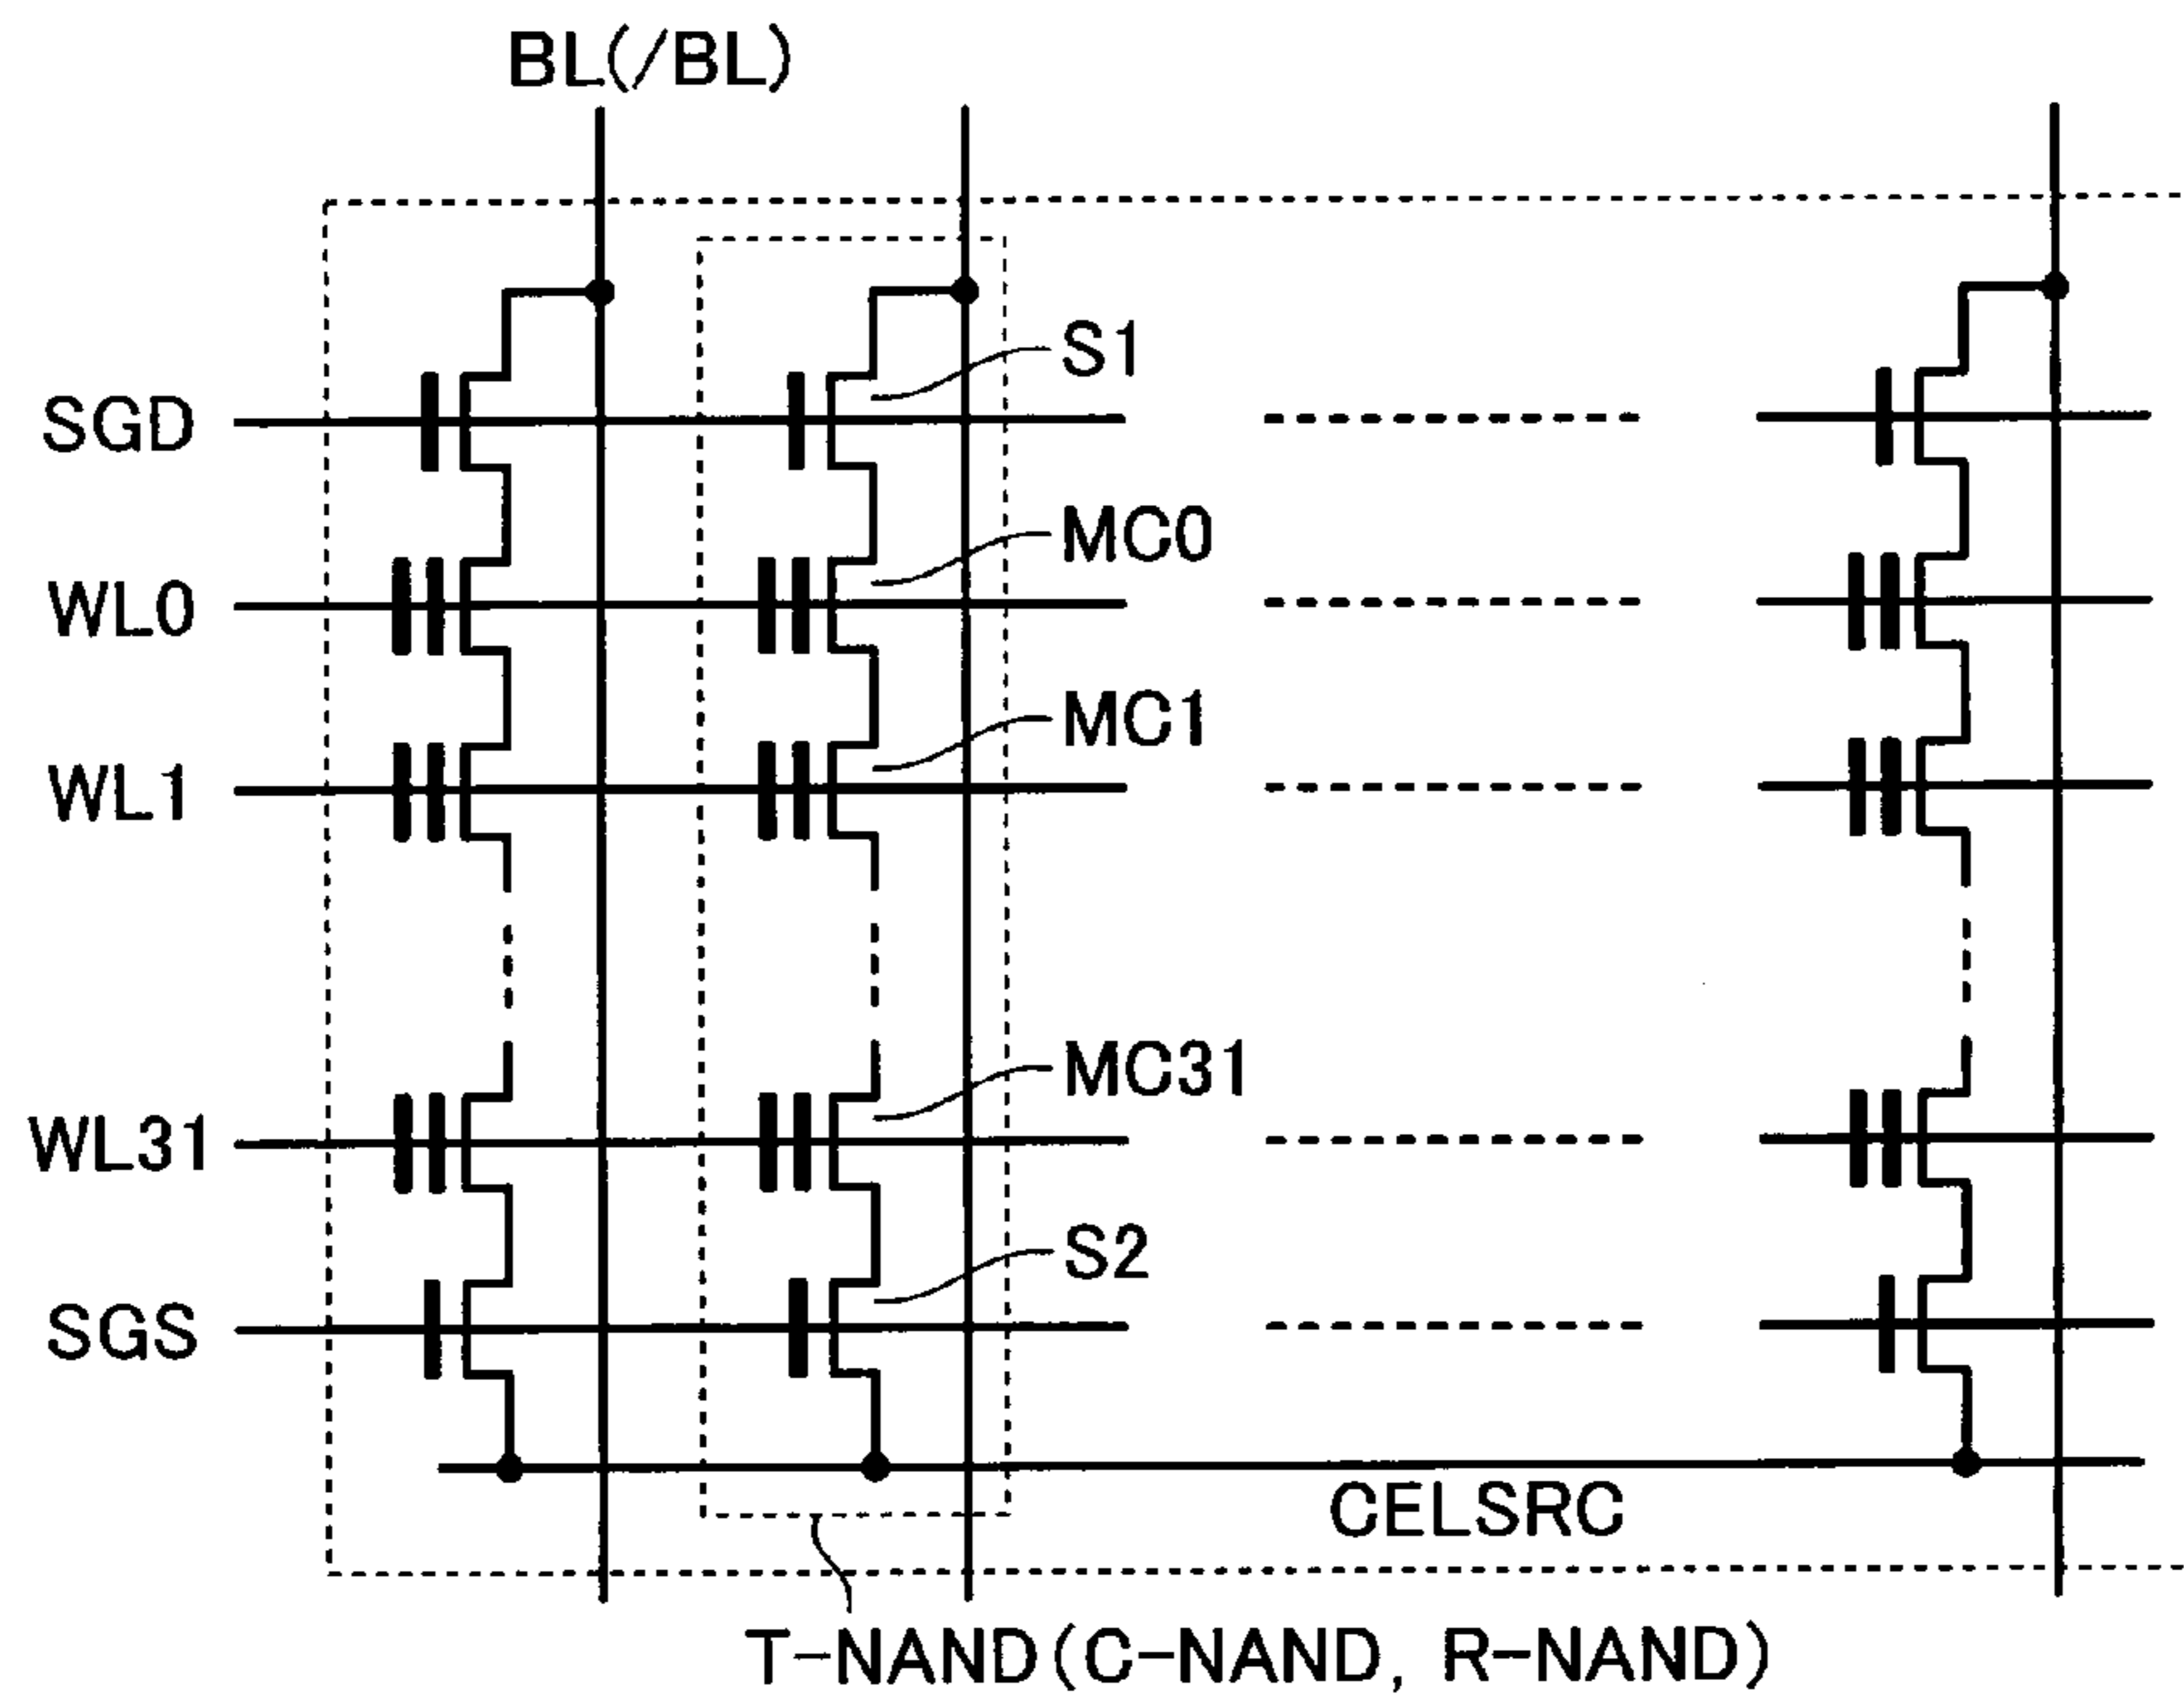 BL(/BL)
S1
SGD
MC0
WL0
MC1
WL1
MC31
WL31
S2
SGS
CELSRC
T-NAND(C-NAND, R-NAND)